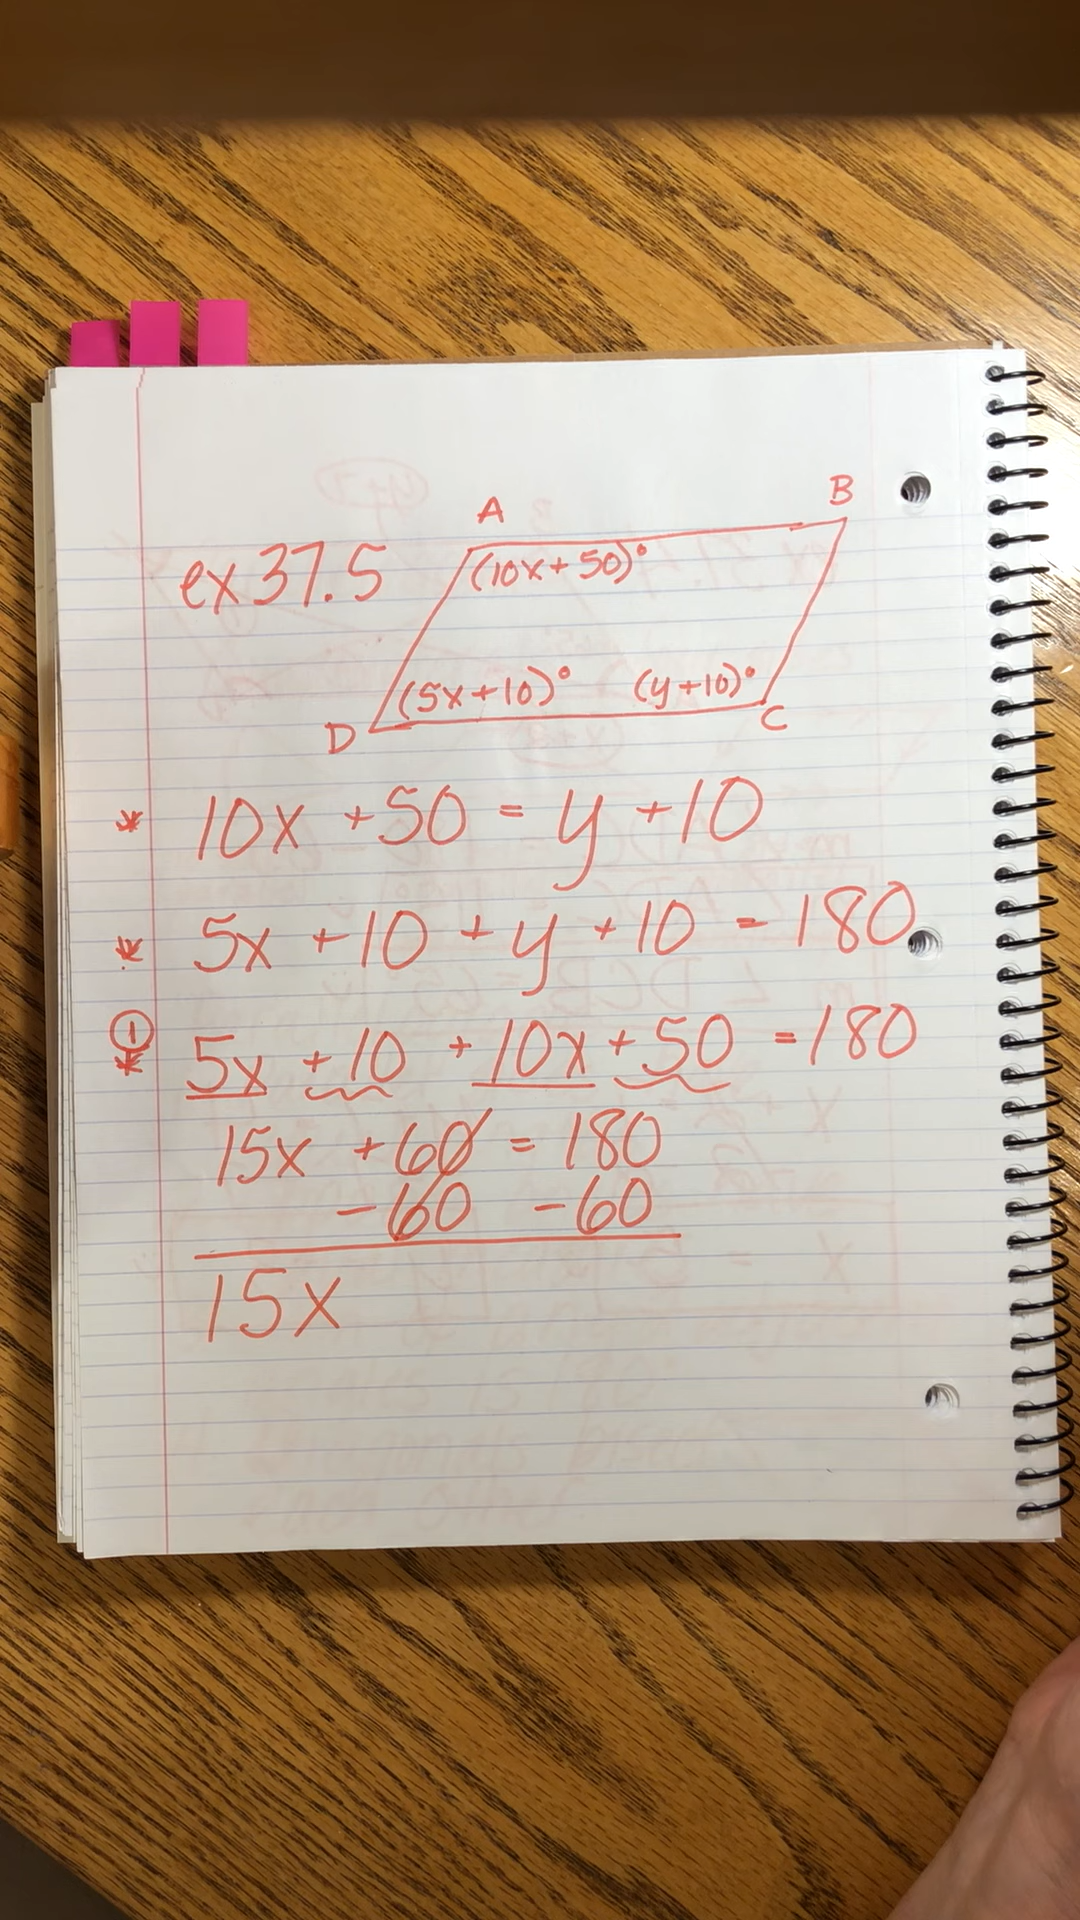 A
B
ex 37.5
(10x+50)°
(5x+10)° (y+10)°
D
C
* 10x +50 = y +10
* 5x +10 + y +10 = 180
①
* 5x +10 + 10x +50 = 180
15x +60 = 180
-60 -60
15x